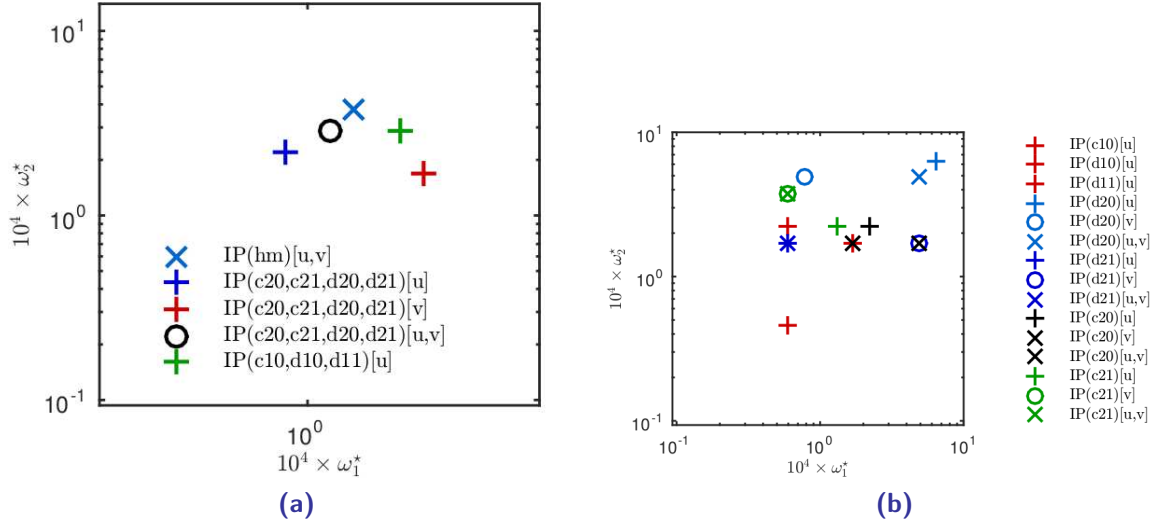 10^1
10^0
10^{-1}
10^4 × ω_2^⋆
IP(hm)[u,v]
IP(c20,c21,d20,d21)[u]
IP(c20,c21,d20,d21)[v]
IP(c20,c21,d20,d21)[u,v]
IP(c10,d10,d11)[u]
10^0
10^4 × ω_1^⋆
(a)
10^1
10^0
10^{-1}
10^4 × ω_2^⋆
10^{-1}
10^0
10^1
10^4 × ω_1^⋆
IP(c10)[u]
IP(d10)[u]
IP(d11)[u]
IP(d20)[u]
IP(d20)[v]
IP(d20)[u,v]
IP(d21)[u]
IP(d21)[v]
IP(d21)[u,v]
IP(c20)[u]
IP(c20)[v]
IP(c20)[u,v]
IP(c21)[u]
IP(c21)[v]
IP(c21)[u,v]
(b)